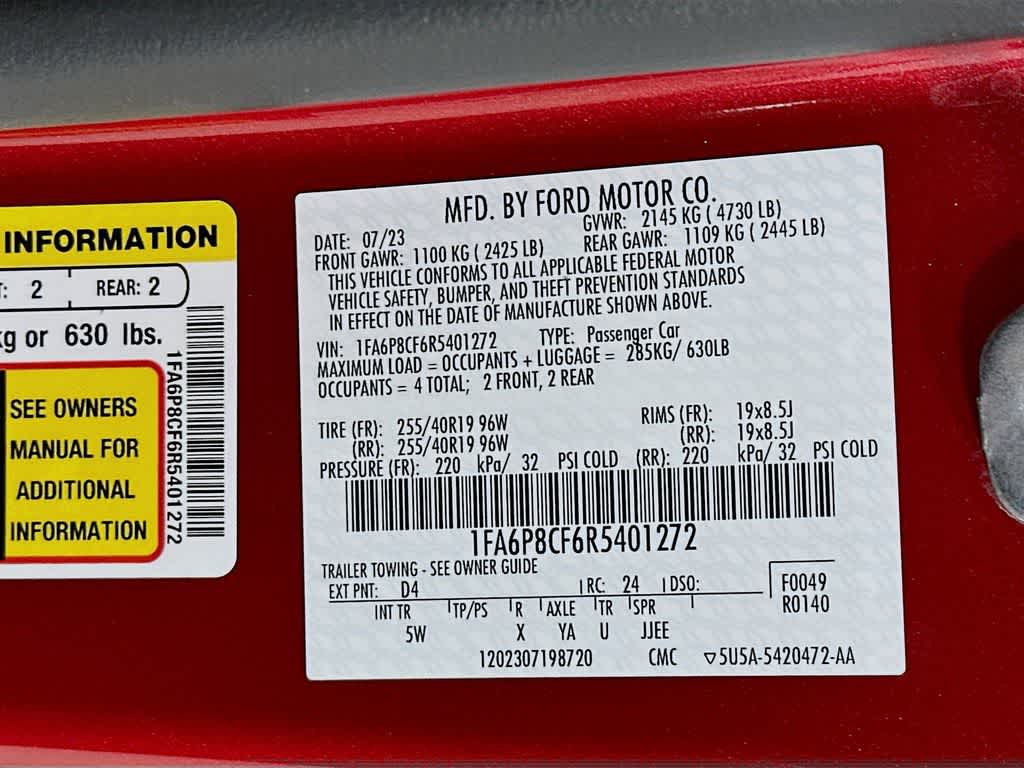 INFORMATION
: 2 REAR: 2
kg or 630 lbs.
SEE OWNERS
MANUAL FOR
ADDITIONAL
INFORMATION
1FA6P8CF6R5401272
MFD. BY FORD MOTOR CO.
DATE: 07/23 GVWR: 2145 KG ( 4730 LB)
FRONT GAWR: 1100 KG ( 2425 LB) REAR GAWR: 1109 KG ( 2445 LB)
THIS VEHICLE CONFORMS TO ALL APPLICABLE FEDERAL MOTOR
VEHICLE SAFETY, BUMPER, AND THEFT PREVENTION STANDARDS
IN EFFECT ON THE DATE OF MANUFACTURE SHOWN ABOVE.
VIN: 1FA6P8CF6R5401272 TYPE: Passenger Car
MAXIMUM LOAD = OCCUPANTS + LUGGAGE = 285KG/ 630LB
OCCUPANTS = 4 TOTAL; 2 FRONT, 2 REAR
TIRE (FR): 255/40R19 96W RIMS (FR): 19x8.5J
(RR): 255/40R19 96W (RR): 19x8.5J
PRESSURE (FR): 220 kPa/ 32 PSI COLD (RR): 220 kPa/ 32 PSI COLD
1FA6P8CF6R5401272
TRAILER TOWING - SEE OWNER GUIDE
EXT PNT: D4 RC: 24 DSO: F0049
R0140
INT TR TP/PS R AXLE TR SPR
5W X YA U JJEE
1202307198720 CMC ▽5U5A-5420472-AA